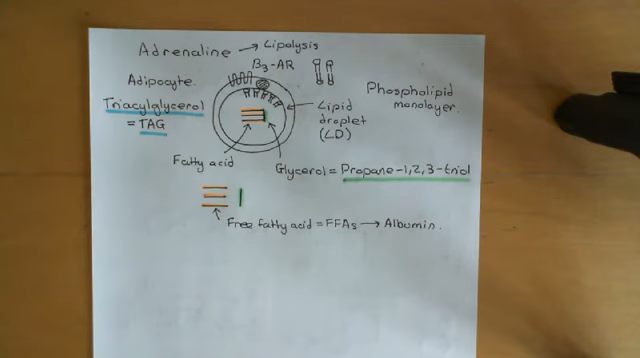 Adrenaline → Lipolysis
β3-AR
Adipocyte.
Phospholipid
monolayer.
Triacylglycerol
= TAG
Lipid
droplet
(LD)
Fatty acid
Glycerol = Propane-1,2,3-triol
Free fatty acid = FFAs → Albumin.